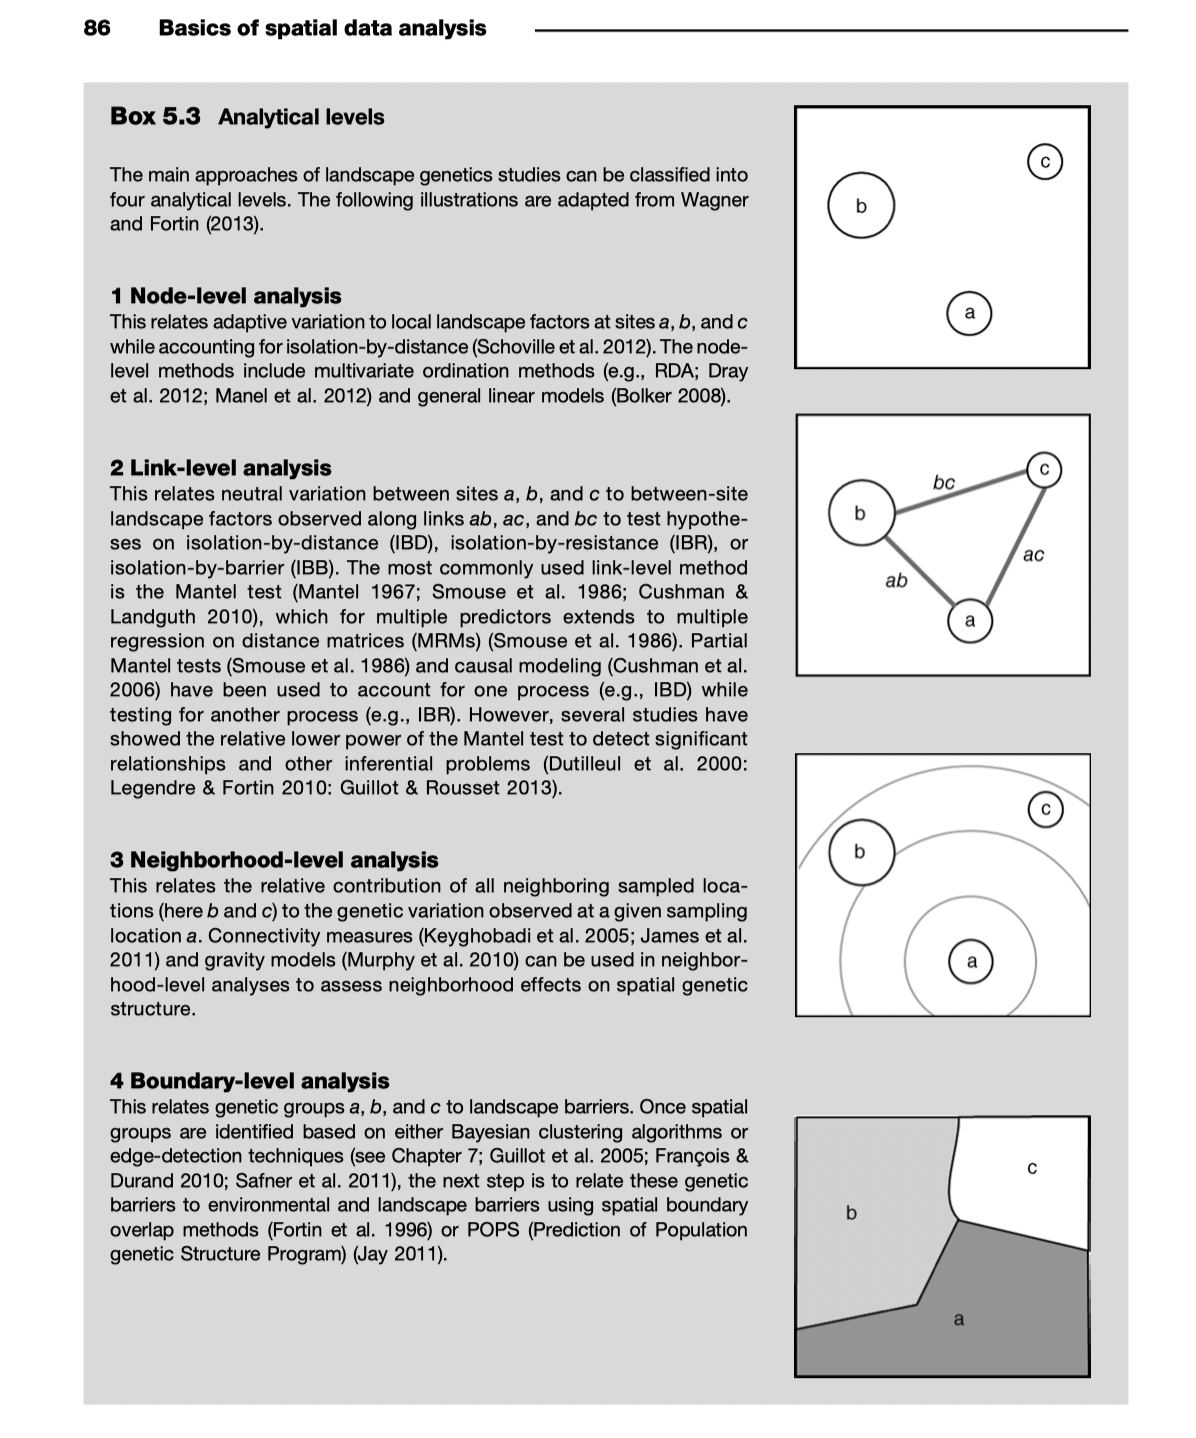 86 Basics of spatial data analysis
Box 5.3 Analytical levels
The main approaches of landscape genetics studies can be classified into
four analytical levels. The following illustrations are adapted from Wagner
and Fortin (2013).
1 Node-level analysis
This relates adaptive variation to local landscape factors at sites a, b, and c
while accounting for isolation-by-distance (Schoville et al. 2012). The node-
level methods include multivariate ordination methods (e.g., RDA; Dray
et al. 2012; Manel et al. 2012) and general linear models (Bolker 2008).
c
b
a
2 Link-level analysis
This relates neutral variation between sites a, b, and c to between-site
landscape factors observed along links ab, ac, and bc to test hypothe-
ses on isolation-by-distance (IBD), isolation-by-resistance (IBR), or
isolation-by-barrier (IBB). The most commonly used link-level method
is the Mantel test (Mantel 1967; Smouse et al. 1986; Cushman &
Landguth 2010), which for multiple predictors extends to multiple
regression on distance matrices (MRMs) (Smouse et al. 1986). Partial
Mantel tests (Smouse et al. 1986) and causal modeling (Cushman et al.
2006) have been used to account for one process (e.g., IBD) while
testing for another process (e.g., IBR). However, several studies have
showed the relative lower power of the Mantel test to detect significant
relationships and other inferential problems (Dutilleul et al. 2000:
Legendre & Fortin 2010: Guillot & Rousset 2013).
c
bc
b
ac
ab
a
3 Neighborhood-level analysis
This relates the relative contribution of all neighboring sampled loca-
tions (here b and c) to the genetic variation observed at a given sampling
location a. Connectivity measures (Keyghobadi et al. 2005; James et al.
2011) and gravity models (Murphy et al. 2010) can be used in neighbor-
hood-level analyses to assess neighborhood effects on spatial genetic
structure.
c
b
a
4 Boundary-level analysis
This relates genetic groups a, b, and c to landscape barriers. Once spatial
groups are identified based on either Bayesian clustering algorithms or
edge-detection techniques (see Chapter 7; Guillot et al. 2005; François &
Durand 2010; Safner et al. 2011), the next step is to relate these genetic
barriers to environmental and landscape barriers using spatial boundary
overlap methods (Fortin et al. 1996) or POPS (Prediction of Population
genetic Structure Program) (Jay 2011).
c
b
a